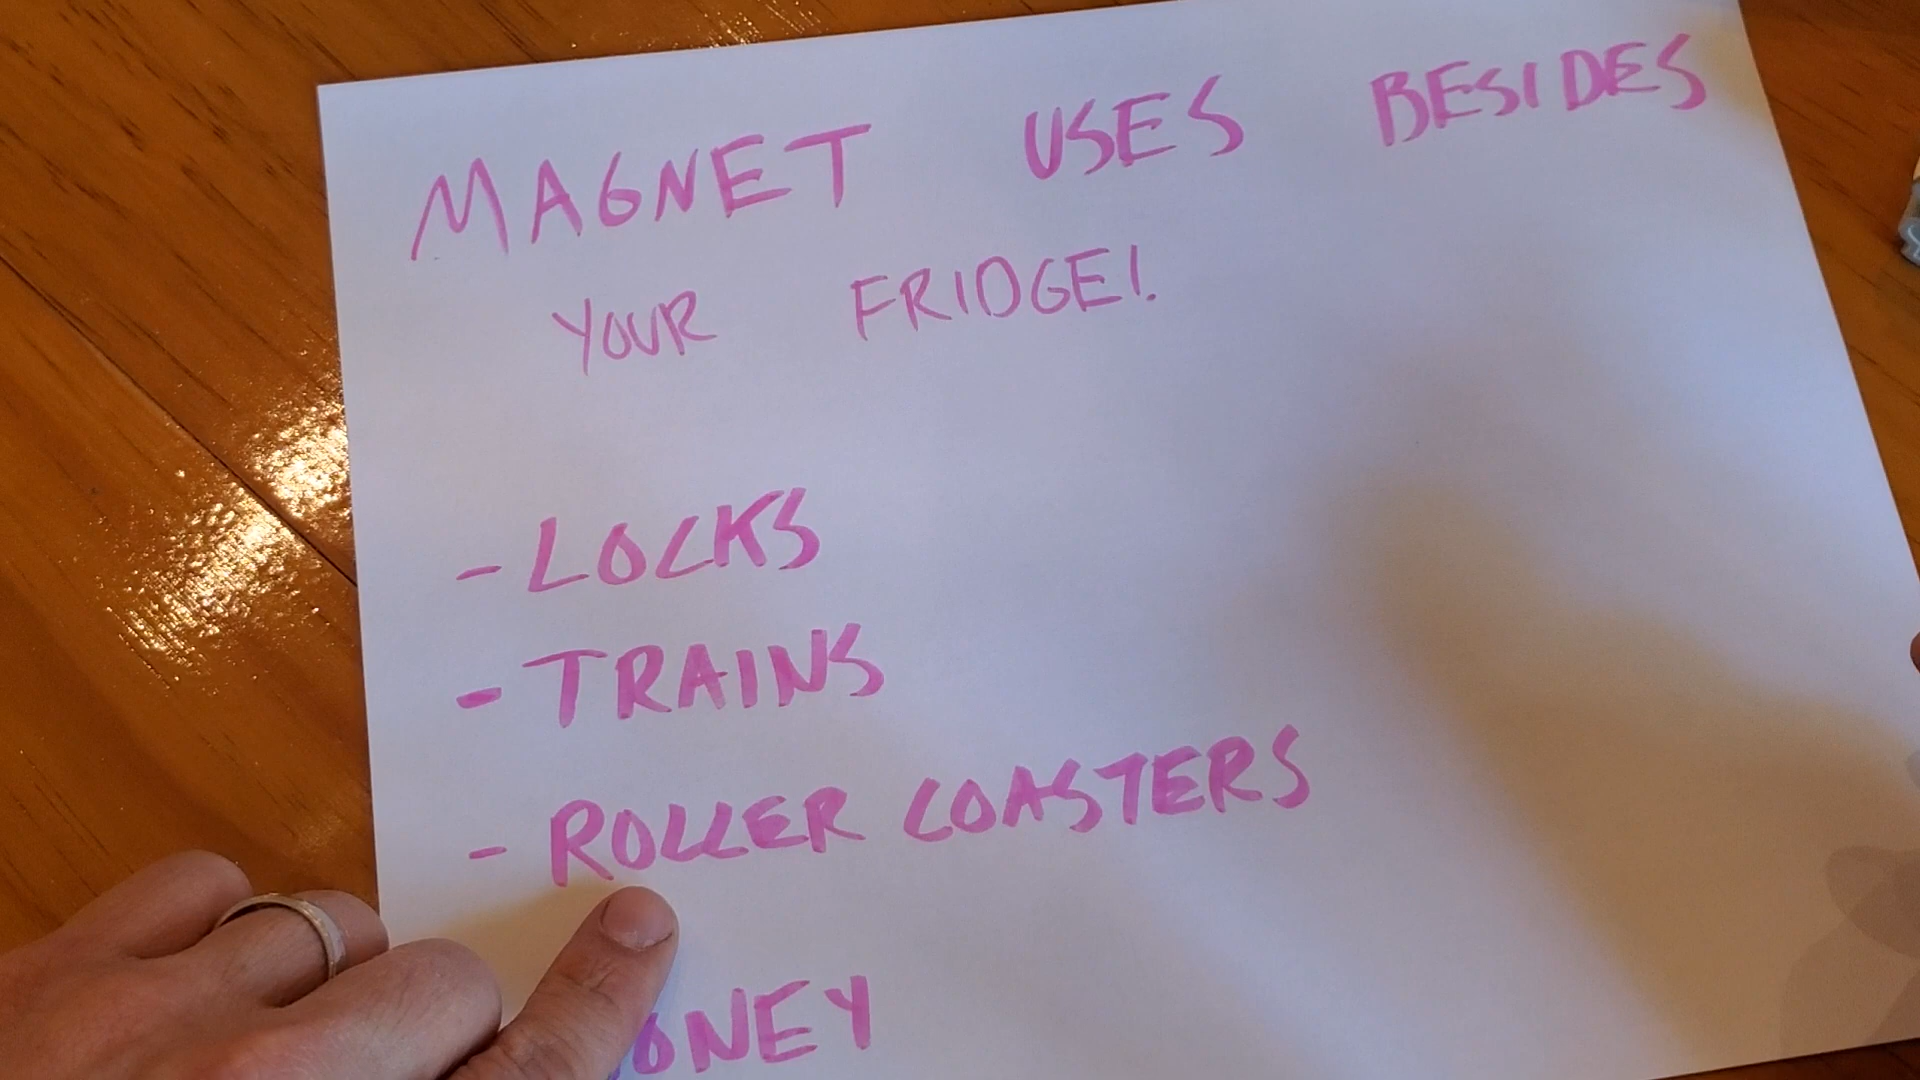 MAGNET USES BESIDES
YOUR FRIDGE!
- LOCKS
- TRAINS
- ROLLER COASTERS